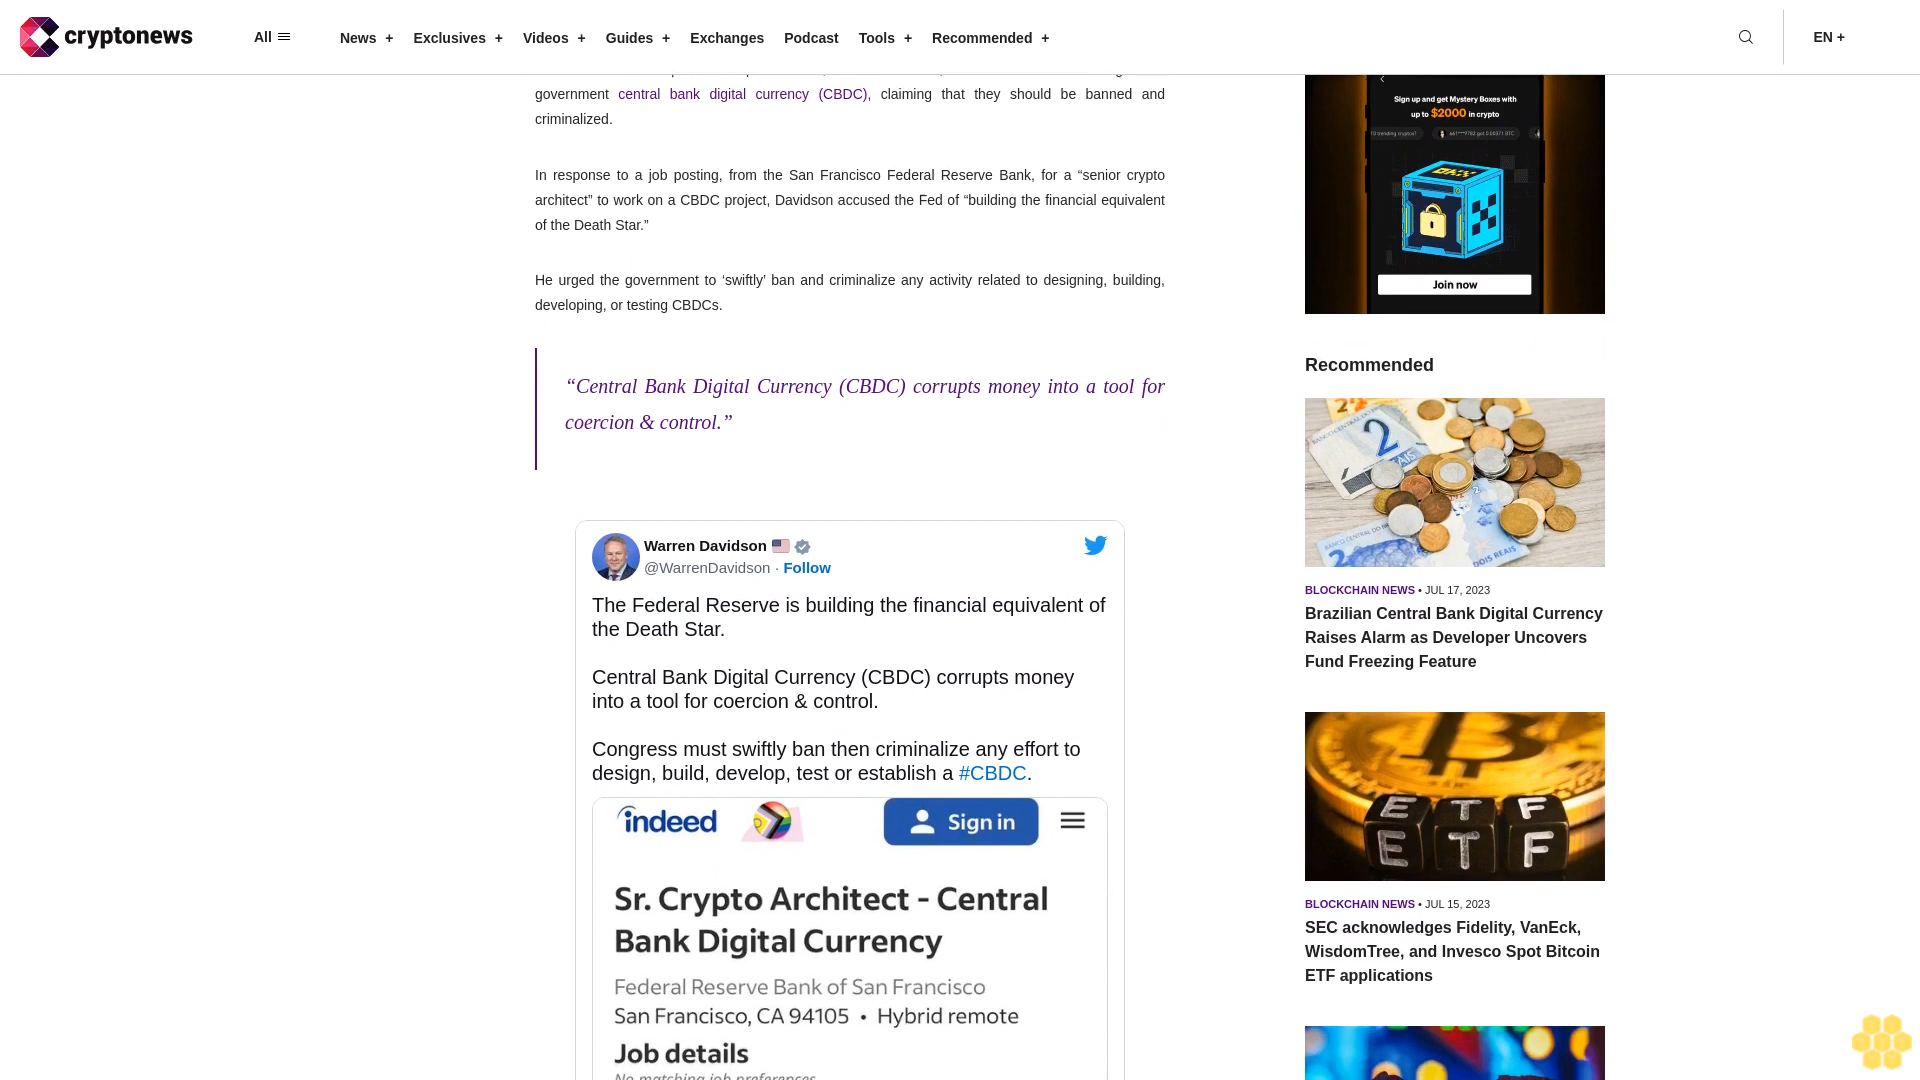 cryptonews
All
News +
Exclusives +
Videos +
Guides +
Exchanges
Podcast
Tools +
Recommended +
EN +
government central bank digital currency (CBDC), claiming that they should be banned and
criminalized.
In response to a job posting, from the San Francisco Federal Reserve Bank, for a “senior crypto
architect” to work on a CBDC project, Davidson accused the Fed of “building the financial equivalent
of the Death Star.”
He urged the government to ‘swiftly’ ban and criminalize any activity related to designing, building,
developing, or testing CBDCs.
“Central Bank Digital Currency (CBDC) corrupts money into a tool for
coercion & control.”
Warren Davidson
@WarrenDavidson · Follow
The Federal Reserve is building the financial equivalent of
the Death Star.
Central Bank Digital Currency (CBDC) corrupts money
into a tool for coercion & control.
Congress must swiftly ban then criminalize any effort to
design, build, develop, test or establish a #CBDC.
indeed
Sign in
Sr. Crypto Architect - Central
Bank Digital Currency
Federal Reserve Bank of San Francisco
San Francisco, CA 94105 • Hybrid remote
Job details
No matching job preferences
Sign up and get Mystery Boxes with
up to $2000 in crypto
OKX
Join now
Recommended
2
REAIS
DOIS REAIS
BLOCKCHAIN NEWS • JUL 17, 2023
Brazilian Central Bank Digital Currency
Raises Alarm as Developer Uncovers
Fund Freezing Feature
ETF
ETF
BLOCKCHAIN NEWS • JUL 15, 2023
SEC acknowledges Fidelity, VanEck,
WisdomTree, and Invesco Spot Bitcoin
ETF applications